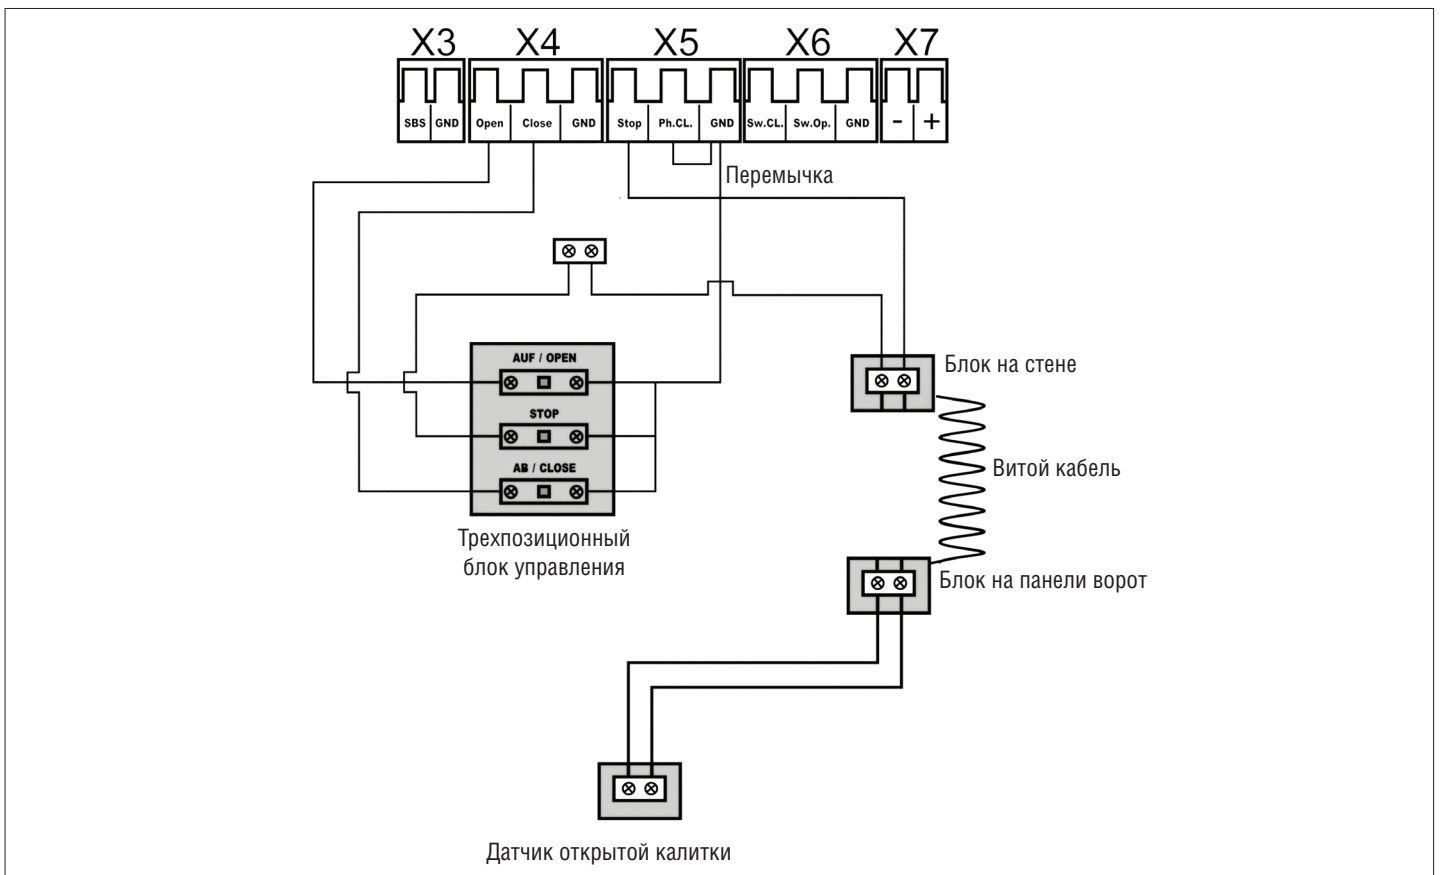 X3 X4 X5 X6 X7
SBS GND Open Close GND Stop Ph.CL. GND Sw.CL. Sw.Op. GND - +
Перемычка
AUF / OPEN
STOP
AB / CLOSE
Трехпозиционный
блок управления
Блок на стене
Витой кабель
Блок на панели ворот
Датчик открытой калитки